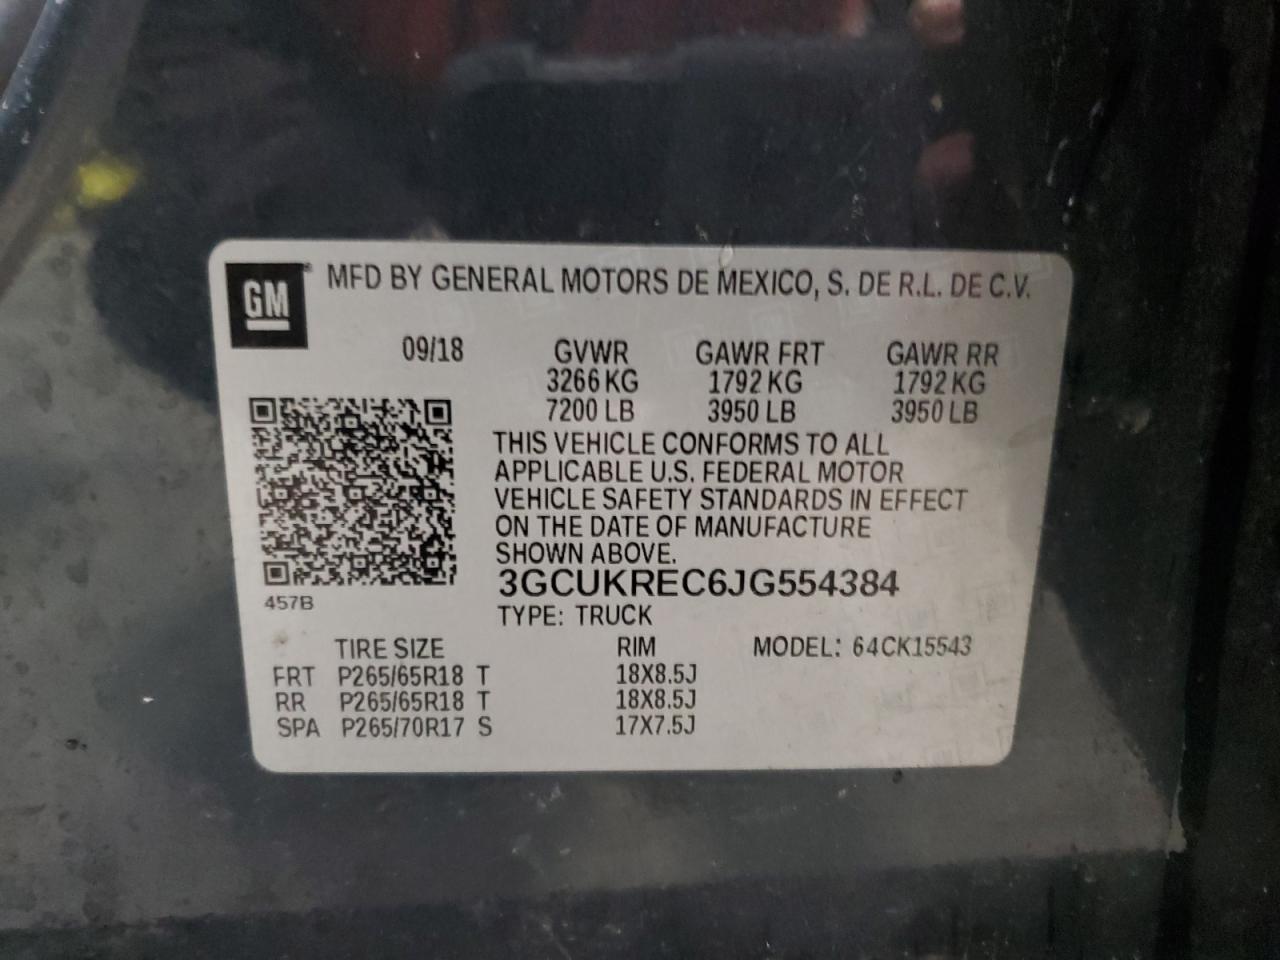 GM® MFD BY GENERAL MOTORS DE MEXICO, S. DE R.L. DE C.V.
09/18 GVWR GAWR FRT GAWR RR
3266 KG 1792 KG 1792 KG
7200 LB 3950 LB 3950 LB
THIS VEHICLE CONFORMS TO ALL
APPLICABLE U.S. FEDERAL MOTOR
VEHICLE SAFETY STANDARDS IN EFFECT
ON THE DATE OF MANUFACTURE
SHOWN ABOVE.
3GCUKREC6JG554384
457B
TYPE: TRUCK
TIRE SIZE RIM MODEL: 64CK15543
FRT P265/65R18 T 18X8.5J
RR P265/65R18 T 18X8.5J
SPA P265/70R17 S 17X7.5J